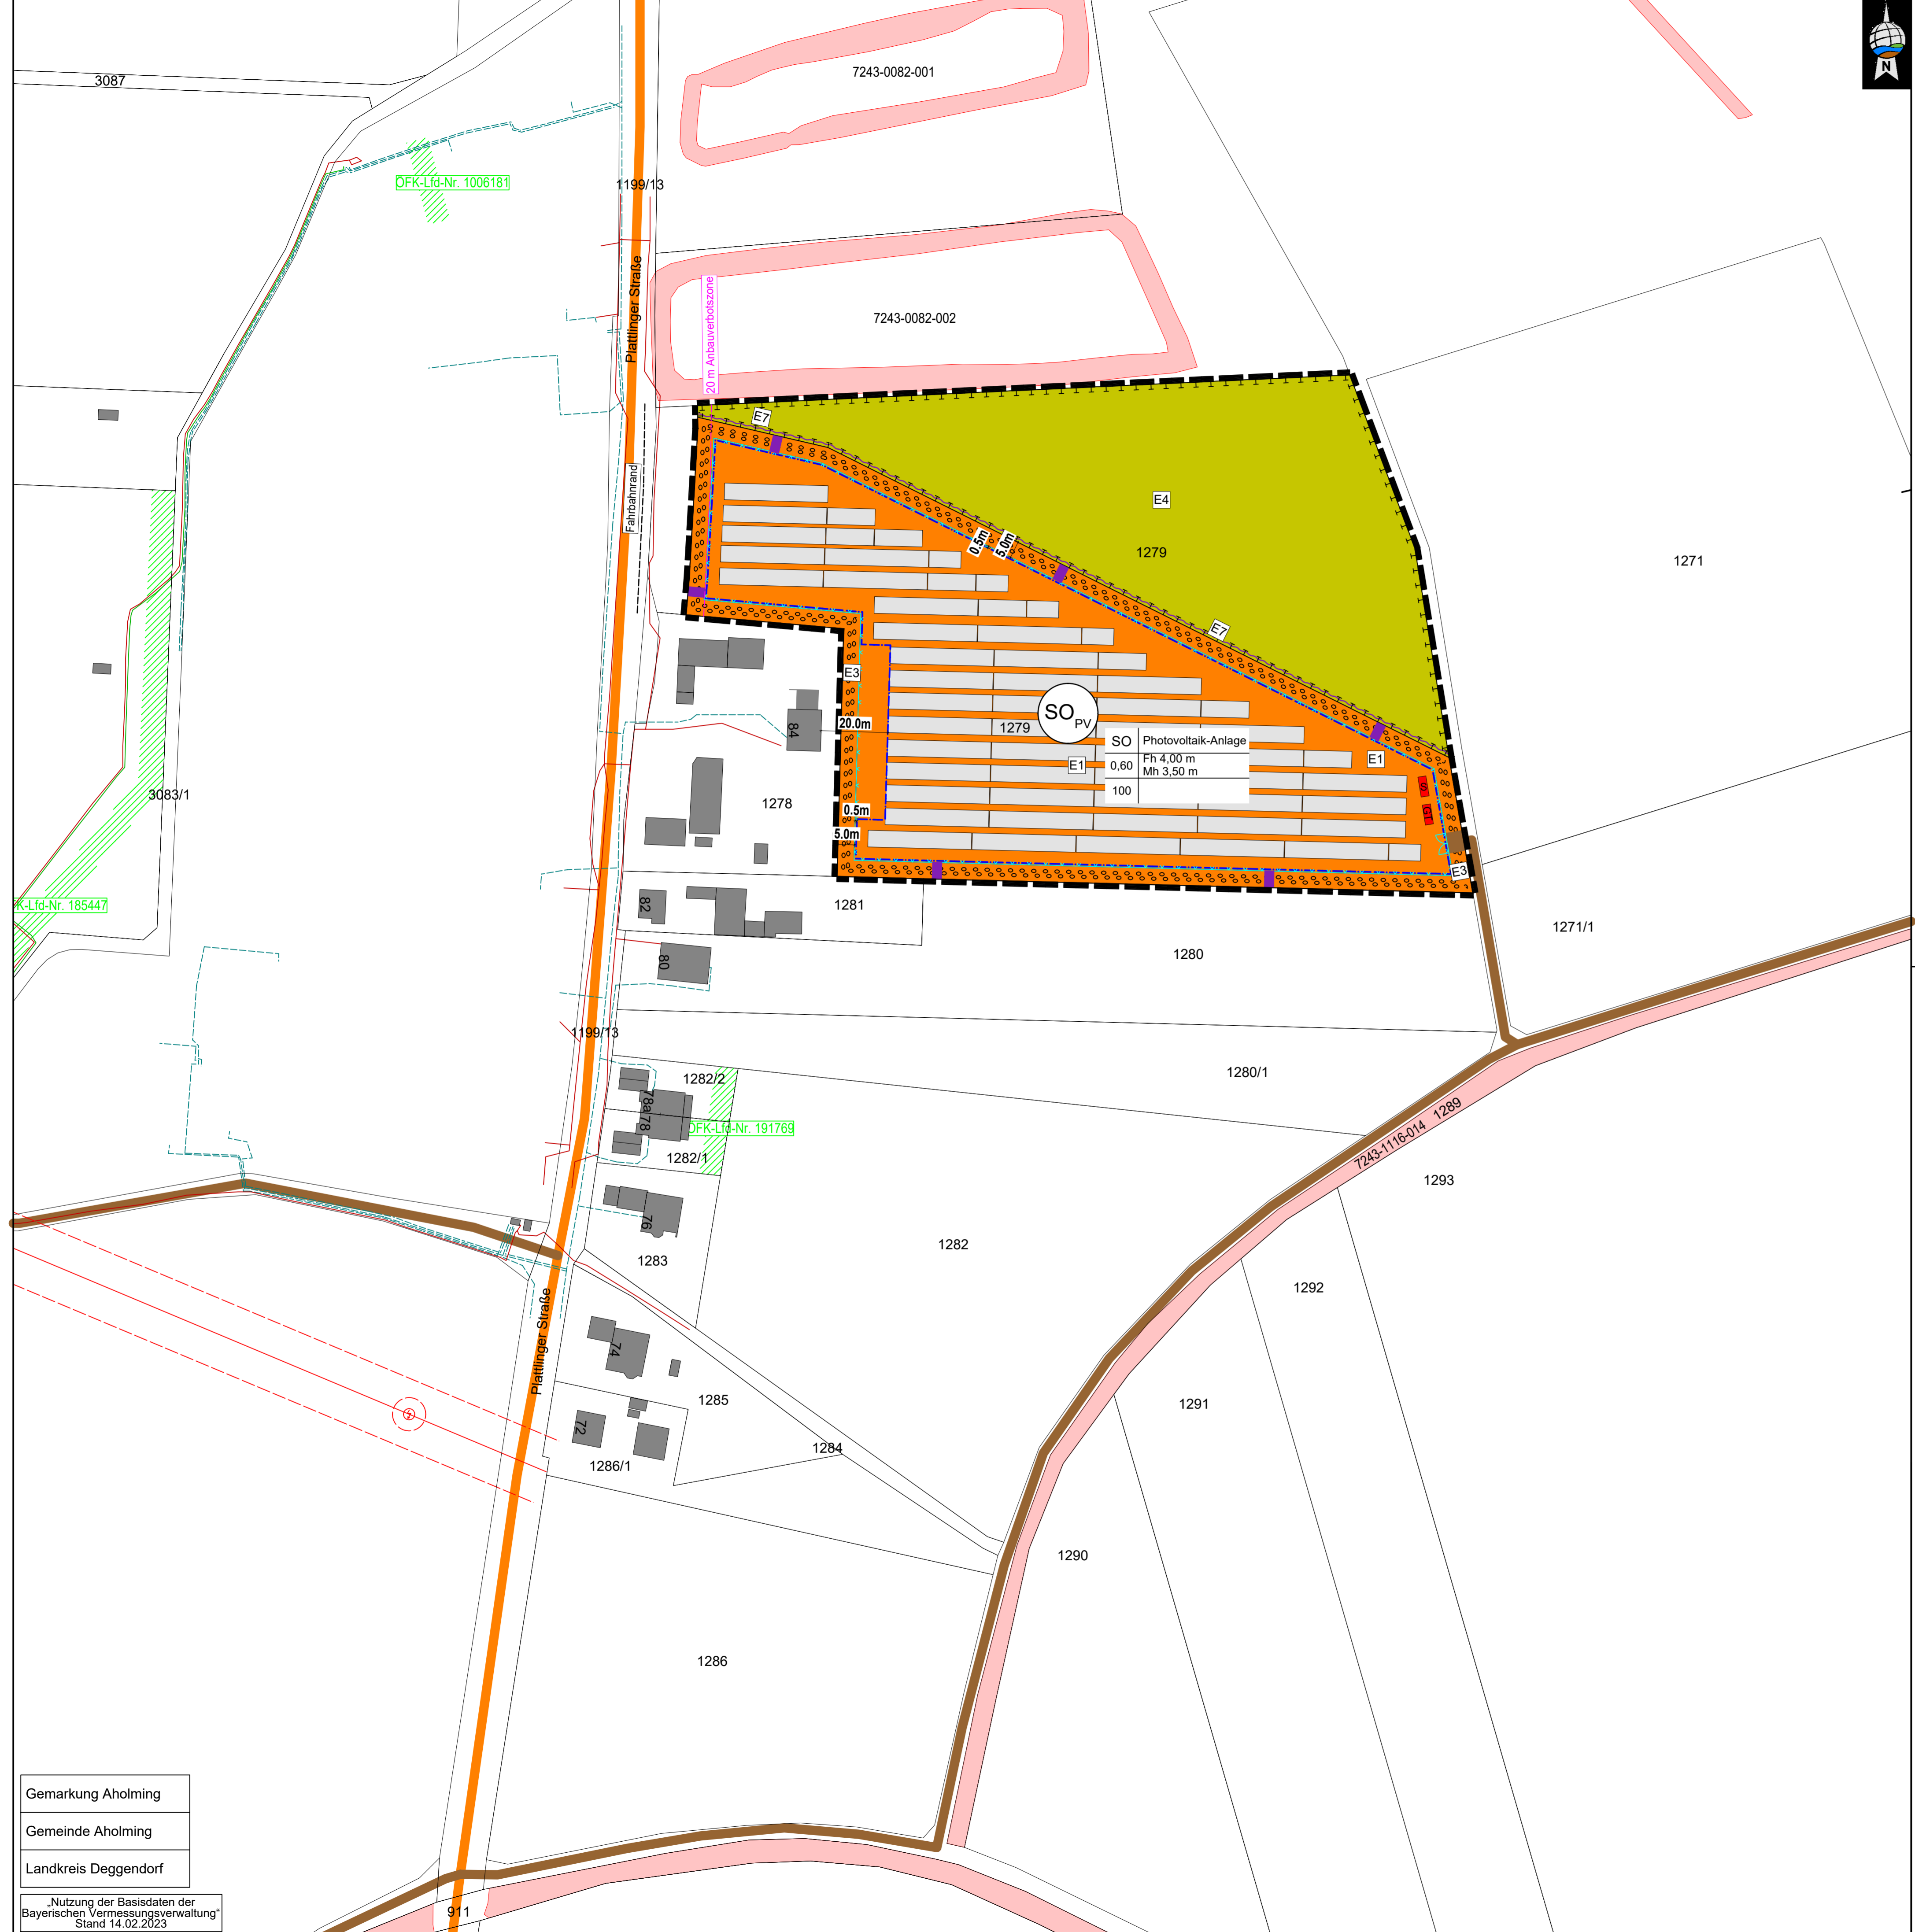 N
3087
7243-0082-001
ÖFK-Lfd-Nr. 1006181
1199/13
Plattlinger Straße
20 m Anbauverbotszone
7243-0082-002
E7
Fahrbahnrand
E4
0.5m
5.0m
1279
1271
E7
E3
84
20.0m
1279
SO PV
SO Photovoltaik-Anlage
0,60 Fh 4,00 m
Mh 3,50 m
100
E1
E1
3083/1
1278
0.5m
5.0m
E3
K-Lfd-Nr. 185447
82
1281
1271/1
80
1280
1199/13
1282/2
1280/1
78a/78
ÖFK-Lfd-Nr. 191769
1289
7243-1116-014
1282/1
1293
76
1282
1283
1292
Plattlinger Straße
74
1285
1291
72
1284
1286/1
1290
1286
Gemarkung Aholming
Gemeinde Aholming
Landkreis Deggendorf
„Nutzung der Basisdaten der
Bayerischen Vermessungsverwaltung“
Stand 14.02.2023
911